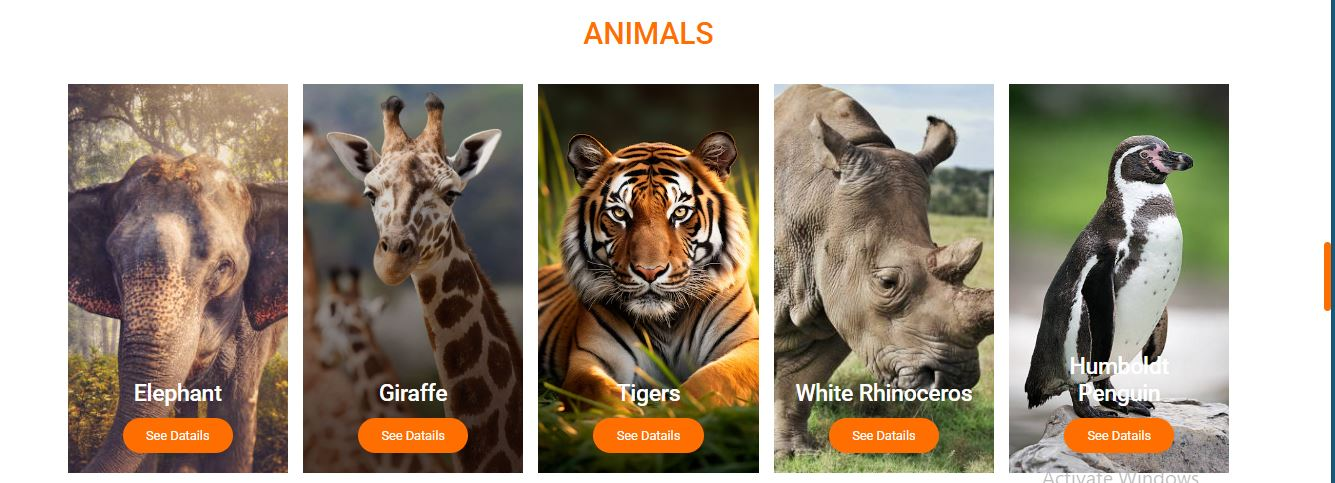 ANIMALS
Elephant
See Datails
Giraffe
See Datails
Tigers
See Datails
White Rhinoceros
See Datails
Humboldt
Penguin
See Datails
Activate Windows